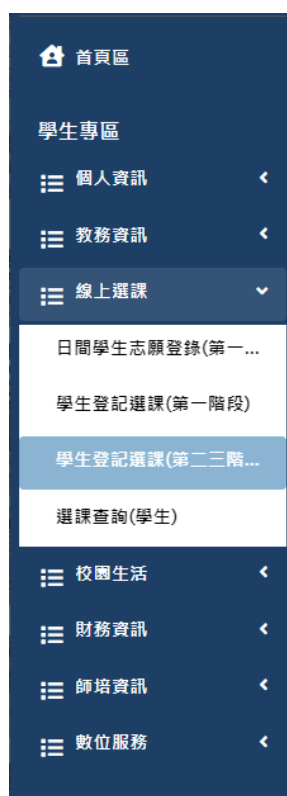 首頁區
學生專區
個人資訊
教務資訊
線上選課
日間學生志願登錄(第一...
學生登記選課(第一階段)
學生登記選課(第二三階...
選課查詢(學生)
校園生活
財務資訊
師培資訊
數位服務